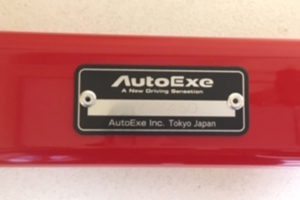 AutoExe
A New Driving Sensation
AutoExe Inc. Tokyo Japan